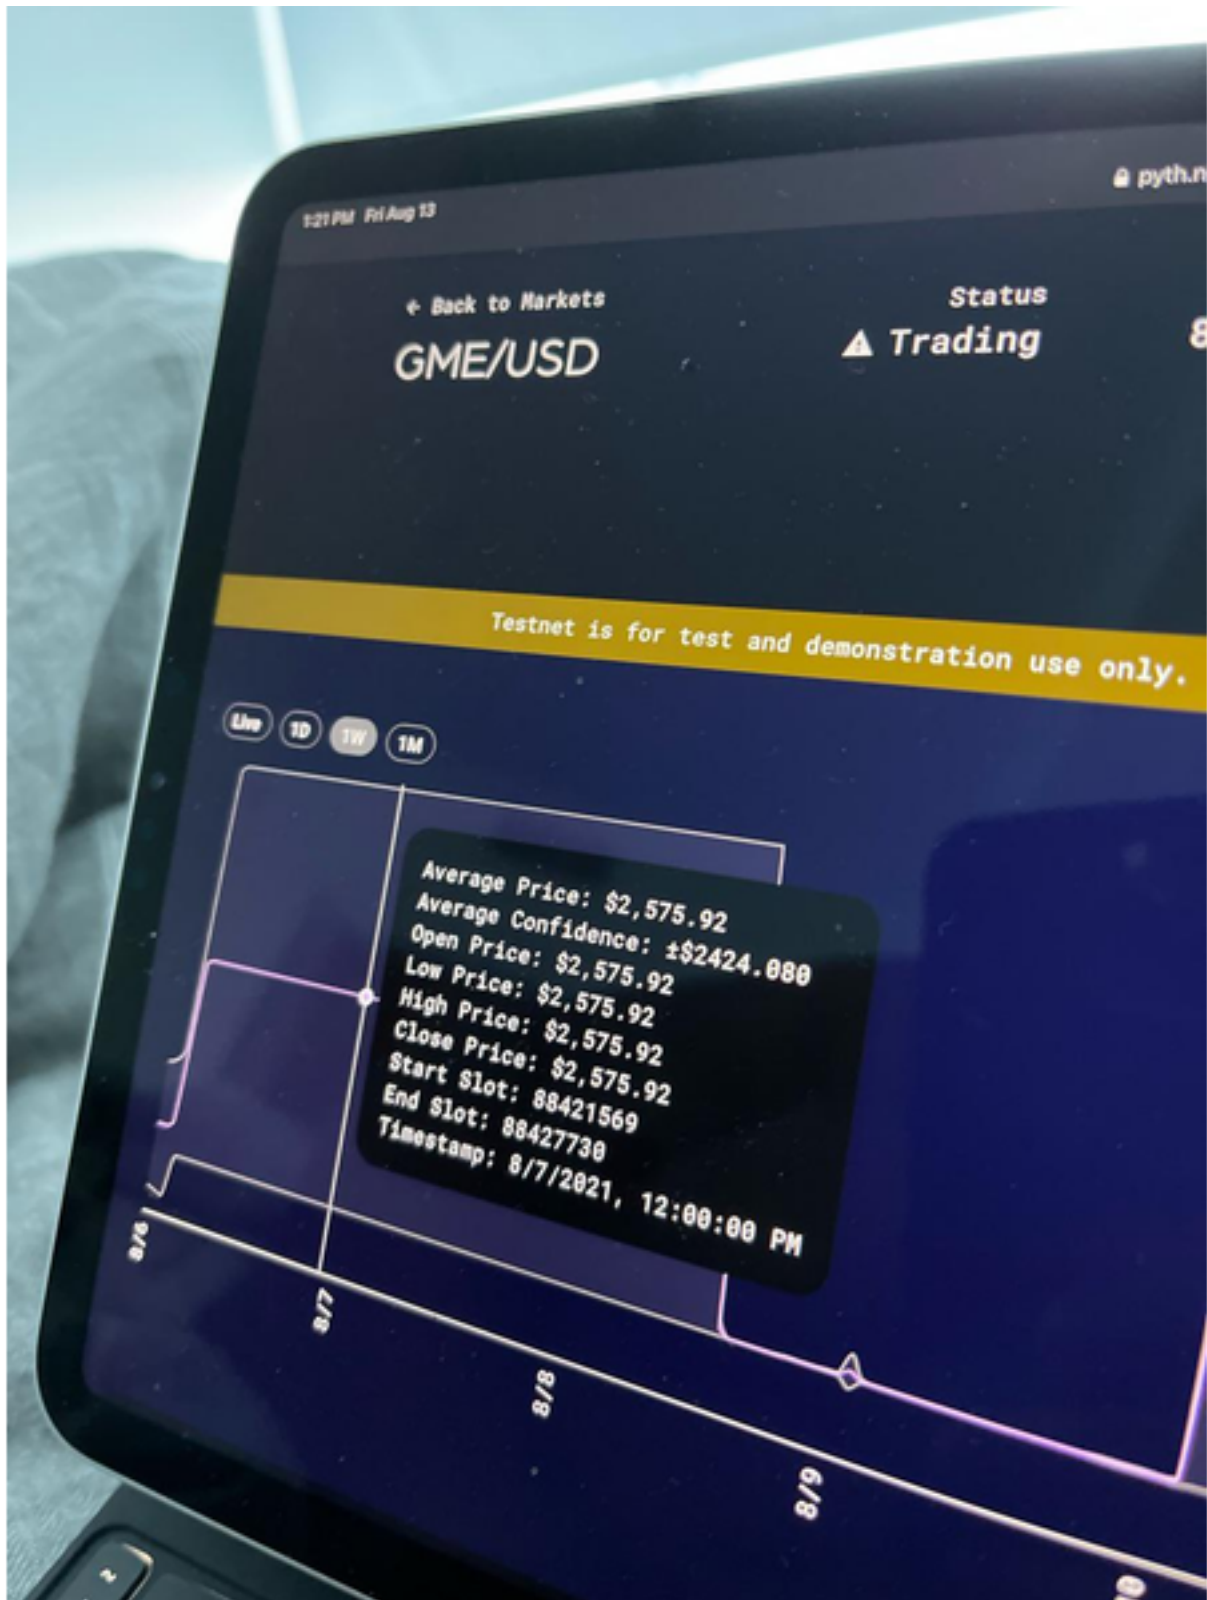 1:21 PM Fri Aug 13
pyth.n
← Back to Markets
GME/USD
Status
Trading
8
Testnet is for test and demonstration use only.
Live 1D 1W 1M
Average Price: $2,575.92
Average Confidence: ±$2424.080
Open Price: $2,575.92
Low Price: $2,575.92
High Price: $2,575.92
Close Price: $2,575.92
Start Slot: 88421569
End Slot: 88427730
Timestamp: 8/7/2021, 12:00:00 PM
8/6
8/7
8/8
8/9